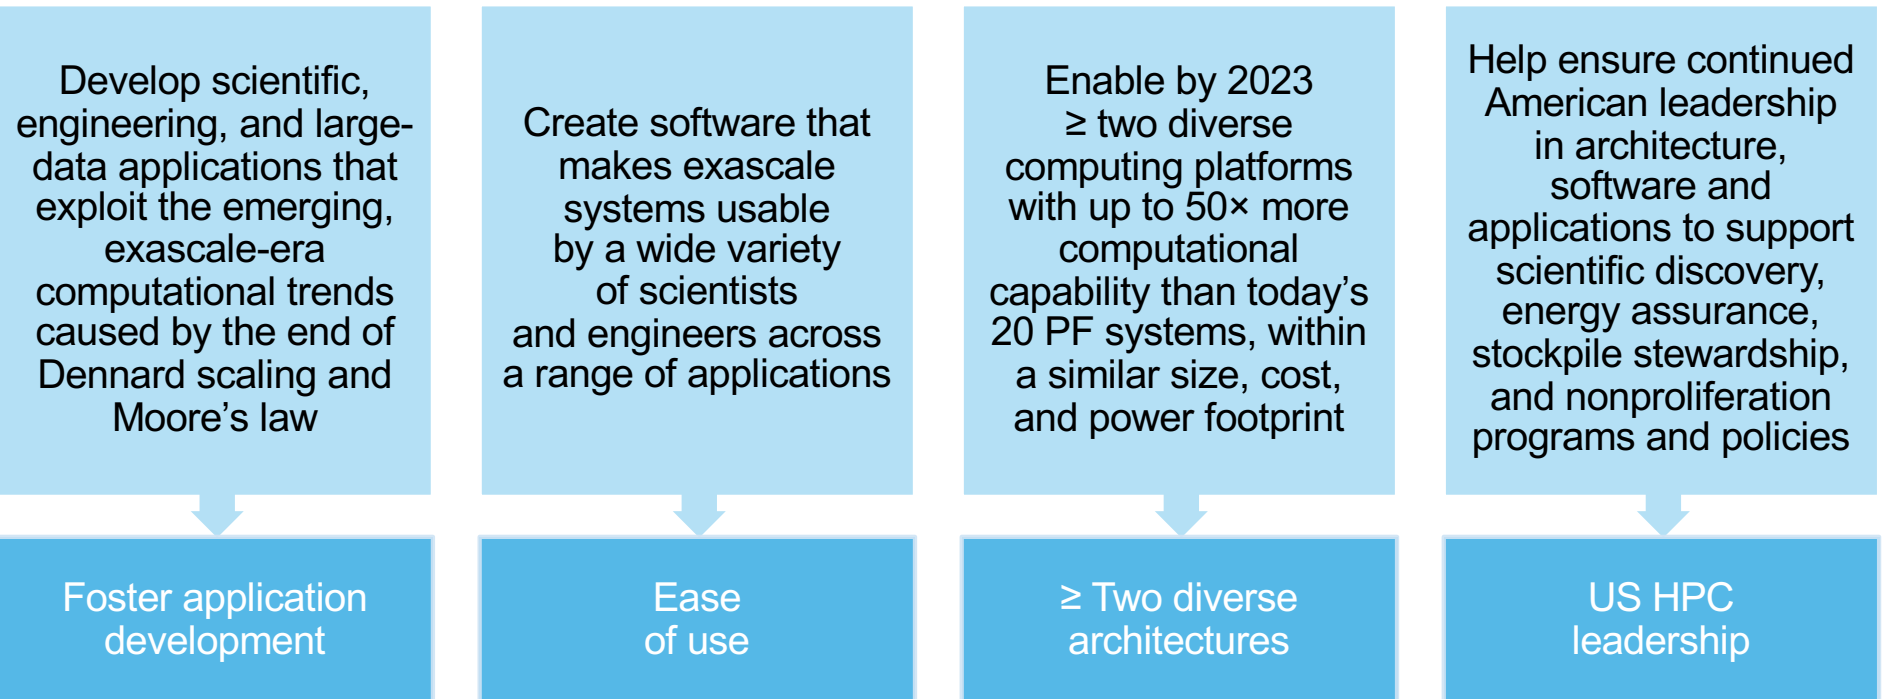 Develop scientific,
engineering, and large-
data applications that
exploit the emerging,
exascale-era
computational trends
caused by the end of
Dennard scaling and
Moore’s law
Foster application
development
Create software that
makes exascale
systems usable
by a wide variety
of scientists
and engineers across
a range of applications
Ease
of use
Enable by 2023
≥ two diverse
computing platforms
with up to 50× more
computational
capability than today’s
20 PF systems, within
a similar size, cost,
and power footprint
≥ Two diverse
architectures
Help ensure continued
American leadership
in architecture,
software and
applications to support
scientific discovery,
energy assurance,
stockpile stewardship,
and nonproliferation
programs and policies
US HPC
leadership